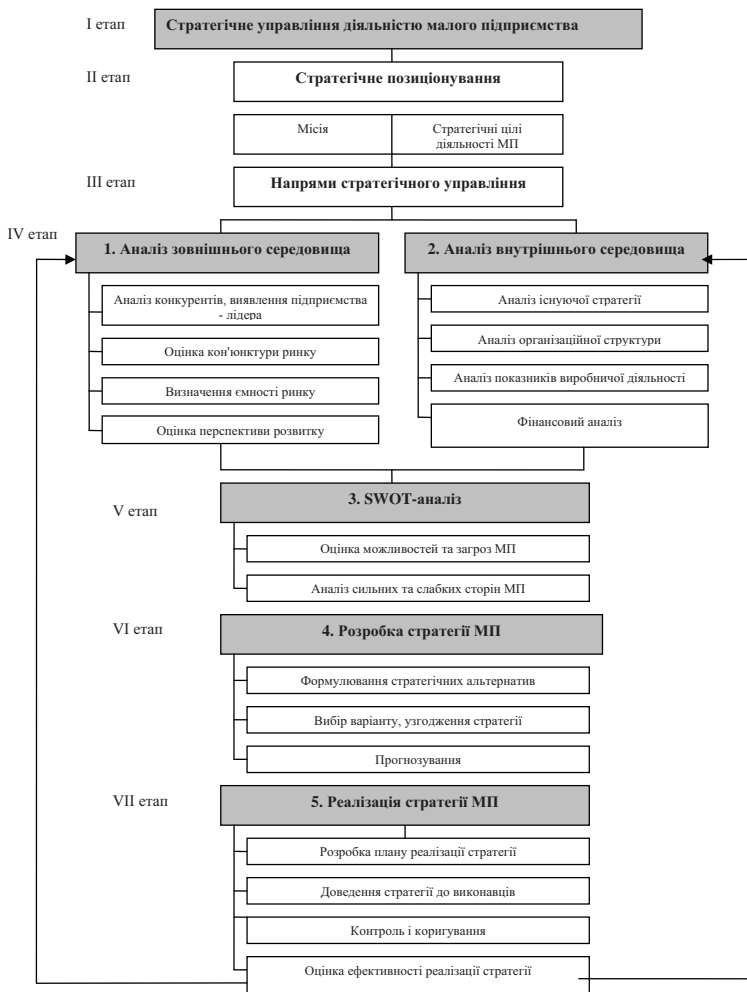 I етап
Стратегічне управління діяльністю малого підприємства
II етап
Стратегічне позиціонування
Місія
Стратегічні цілі
діяльності МП
III етап
Напрями стратегічного управління
IV етап
1. Аналіз зовнішнього середовища
2. Аналіз внутрішнього середовища
Аналіз конкурентів, виявлення підприємства
- лідера
Оцінка кон'юнктури ринку
Визначення ємності ринку
Оцінка перспективи розвитку
Аналіз існуючої стратегії
Аналіз організаційної структури
Аналіз показників виробничої діяльності
Фінансовий аналіз
V етап
3. SWOT-аналіз
Оцінка можливостей та загроз МП
Аналіз сильних та слабких сторін МП
VI етап
4. Розробка стратегії МП
Формулювання стратегічних альтернатив
Вибір варіанту, узгодження стратегії
Прогнозування
VII етап
5. Реалізація стратегії МП
Розробка плану реалізації стратегії
Доведення стратегії до виконавців
Контроль і коригування
Оцінка ефективності реалізації стратегії